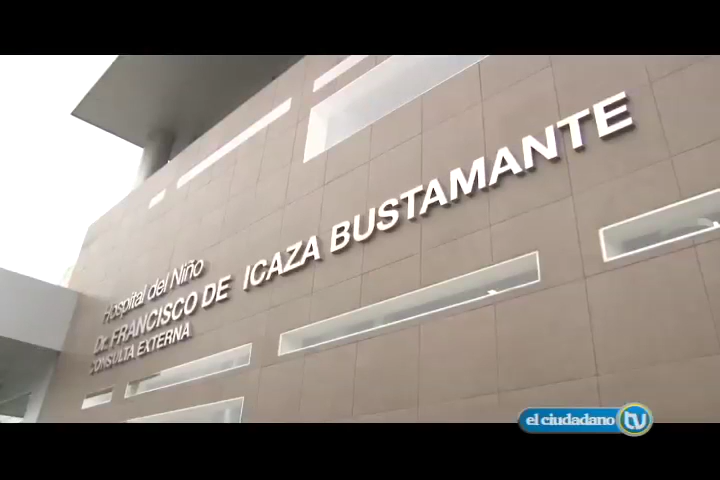 Hospital del Niño
Dr. FRANCISCO DE ICAZA BUSTAMANTE
CONSULTA EXTERNA
el ciudadano tv